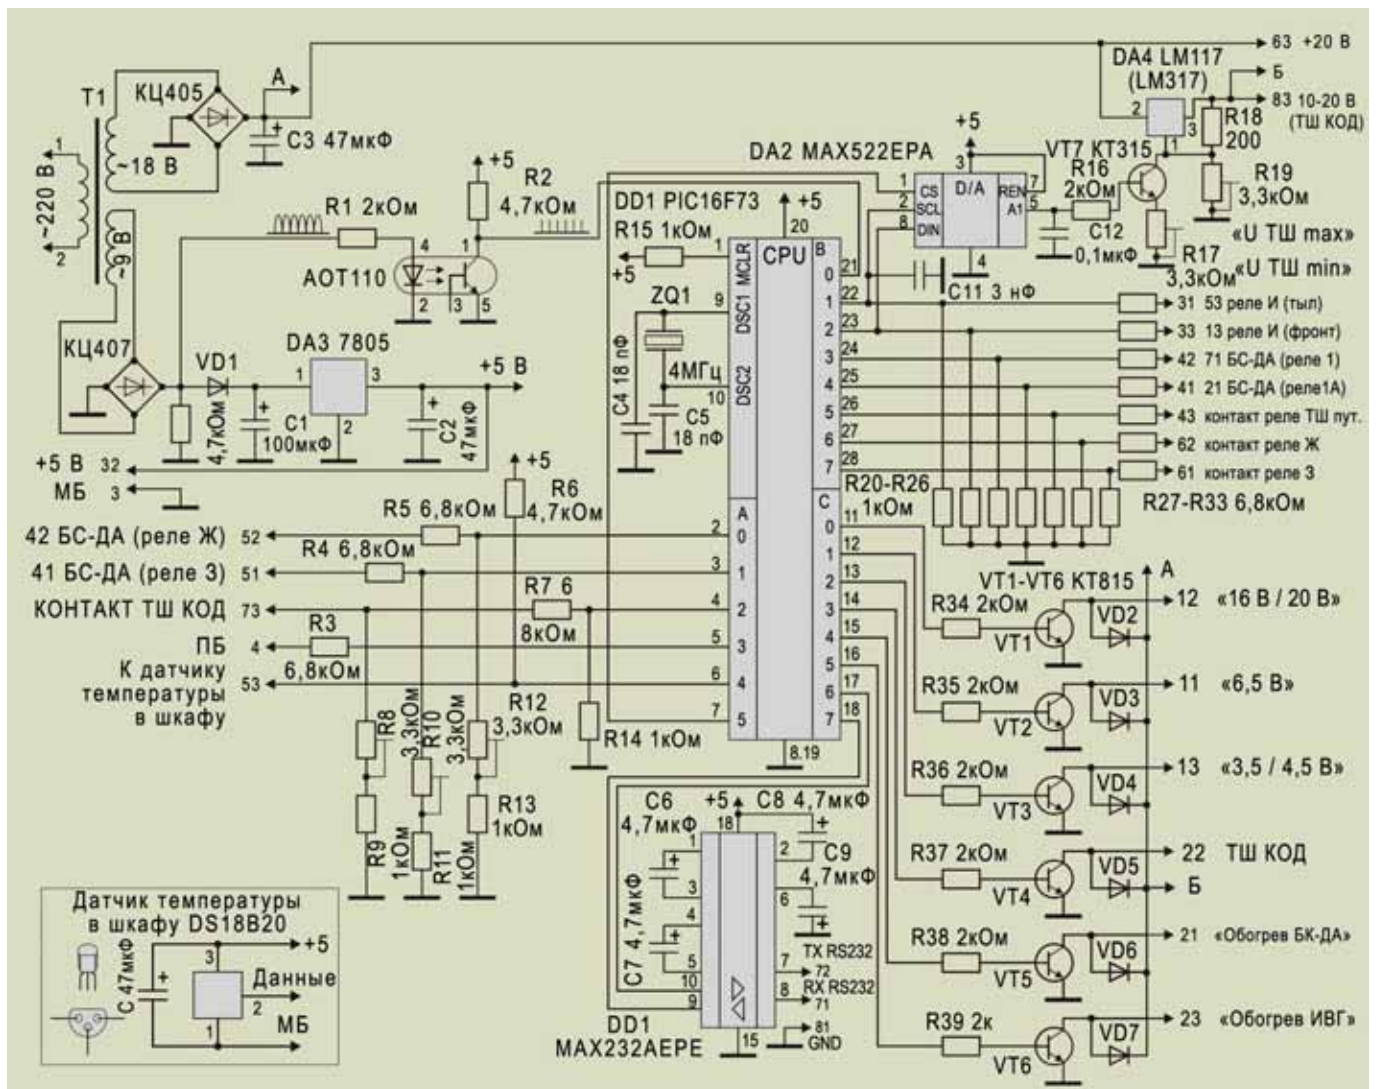 63 +20 В
DA4 LM117
(LM317)
Б
83 10-20 В
(ТШ КОД)
2
3
1
R18
200
T1
КЦ405
А
С3 47мкФ
~18 В
1
~220 В
2
~9 В
+5
R2
4,7кОм
R1 2кОм
4
1
АОТ110
2
3
5
DA2 MAX522EPA
+5
3
1
2
8
CS
SCL
DIN
D/A
REN
A1
7
5
4
VT7 КТ315
R16
2кОм
R19
3,3кОм
C12
0,1мкФ
R17
3,3кОм
«U ТШ max»
«U ТШ min»
C11 3 нФ
DD1 PIC16F73
+5
20
R15 1кОм
+5
1
MCLR
CPU
B
ZQ1
9
DSC1
4МГц
10
DSC2
C4 18 пФ
C5
18 пФ
0
21
1
22
2
23
3
24
4
25
5
26
6
27
7
28
31 53 реле И (тыл)
33 13 реле И (фронт)
42 71 БС-ДА (реле 1)
41 21 БС-ДА (реле1А)
43 контакт реле ТШ пут.
62 контакт реле Ж
61 контакт реле З
R20-R26
1кОм
R27-R33 6,8кОм
КЦ407
VD1
DA3 7805
1
3
2
+5 В
4,7кОм
C1
100мкФ
C2
47мкФ
+5 В 32
МБ 3
+5
R6
4,7кОм
R5 6,8кОм
42 БС-ДА (реле Ж) 52
R4 6,8кОм
41 БС-ДА (реле З) 51
R7 6
8кОм
КОНТАКТ ТШ КОД 73
R3
6,8кОм
ПБ 4
К датчику
температуры
в шкафу
53
A
2
0
3
1
4
2
5
3
6
4
7
5
8.19
C
11
0
12
1
13
2
14
3
15
4
16
5
17
6
18
7
R8
3,3кОм
R10
3,3кОм
R12
3,3кОм
R14 1кОм
R9
1кОм
R11
1кОм
R13
1кОм
VT1-VT6 КТ815
А
R34 2кОм
VT1
VD2
12 «16 В / 20 В»
R35 2кОм
VT2
VD3
11 «6,5 В»
R36 2кОм
VT3
VD4
13 «3,5 / 4,5 В»
R37 2кОм
VT4
VD5
22 ТШ КОД
Б
R38 2кОм
VT5
VD6
21 «Обогрев БК-ДА»
R39 2к
VT6
VD7
23 «Обогрев ИВГ»
C6
4,7мкФ
+5
18
C8 4,7мкФ
C9
4,7мкФ
C7 4,7мкФ
1
3
4
5
10
9
2
6
7
8
15
TX RS232
72
RX RS232
71
81
GND
DD1
MAX232AEPE
Датчик температуры
в шкафу DS18B20
С 47мкФ
3
+5
Данные
2
1
МБ